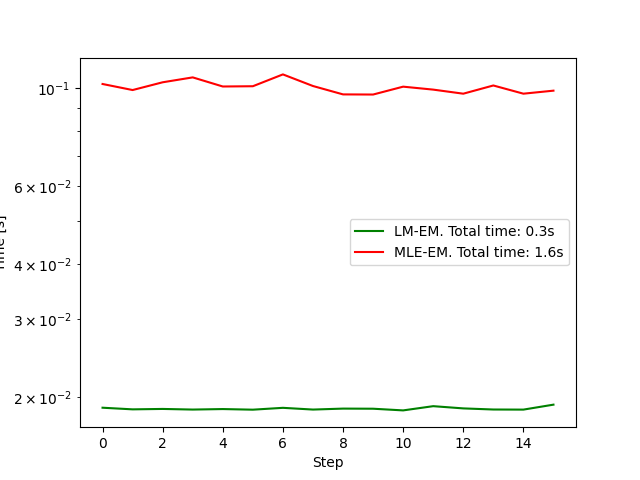 10⁻¹
6 × 10⁻²
4 × 10⁻²
3 × 10⁻²
2 × 10⁻²
LM-EM. Total time: 0.3s
MLE-EM. Total time: 1.6s
0 2 4 6 8 10 12 14
Step